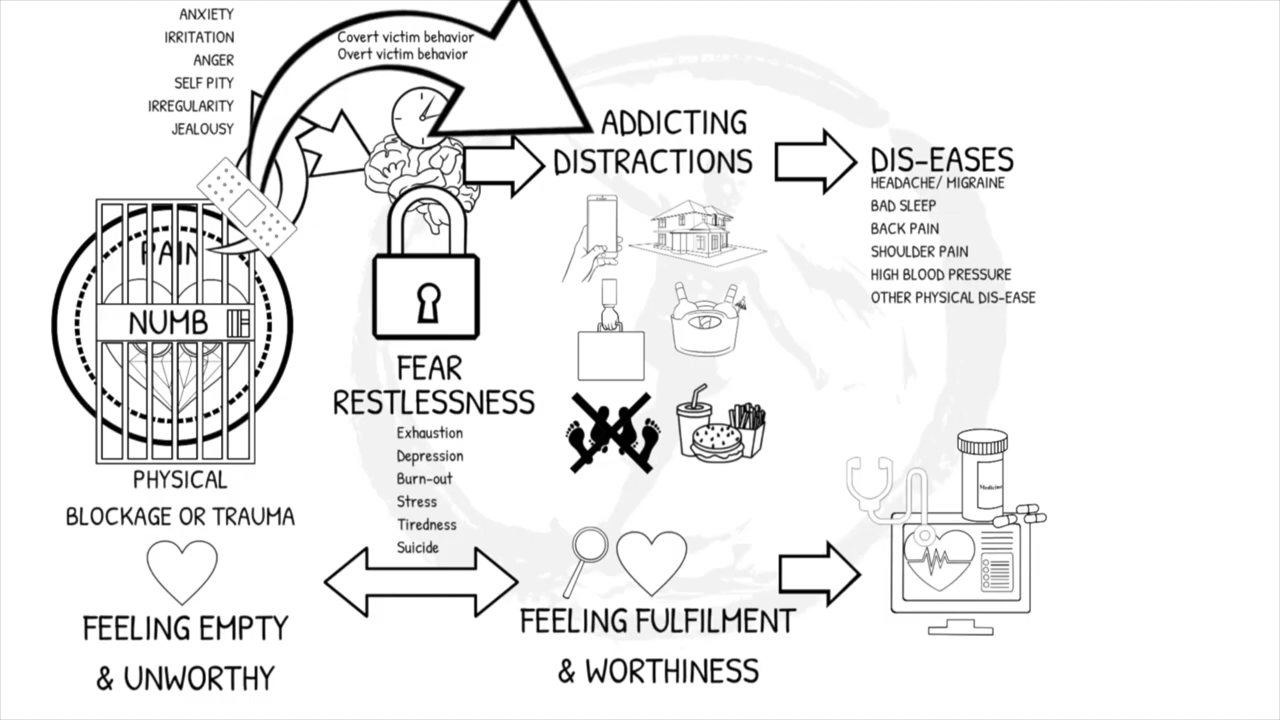 ANXIETY
IRRITATION
ANGER
SELF PITY
IRREGULARITY
JEALOUSY
Covert victim behavior
Overt victim behavior
PAIN
NUMB
PHYSICAL
BLOCKAGE OR TRAUMA
FEELING EMPTY
& UNWORTHY
FEAR
RESTLESSNESS
Exhaustion
Depression
Burn-out
Stress
Tiredness
Suicide
ADDICTING
DISTRACTIONS
FEELING FULFILMENT
& WORTHINESS
DIS-EASES
HEADACHE/ MIGRAINE
BAD SLEEP
BACK PAIN
SHOULDER PAIN
HIGH BLOOD PRESSURE
OTHER PHYSICAL DIS-EASE
Medicine